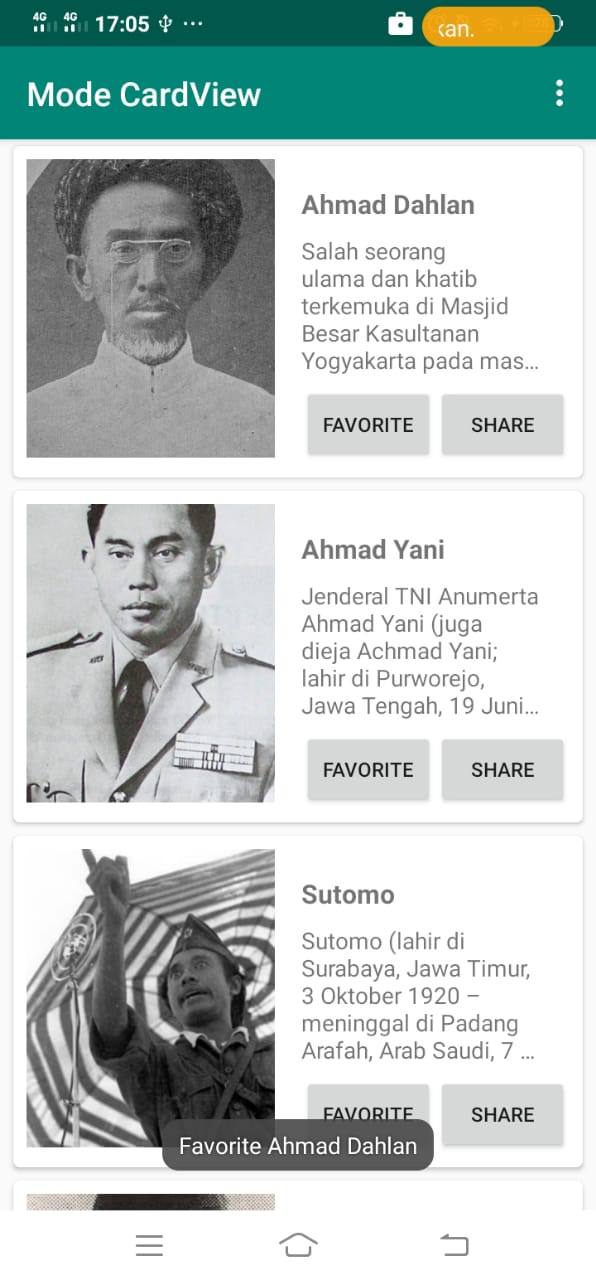 4G 4G 17:05
kan.
Mode CardView
Ahmad Dahlan
Salah seorang
ulama dan khatib
terkemuka di Masjid
Besar Kasultanan
Yogyakarta pada mas...
FAVORITE SHARE
Ahmad Yani
Jenderal TNI Anumerta
Ahmad Yani (juga
dieja Achmad Yani;
lahir di Purworejo,
Jawa Tengah, 19 Juni...
FAVORITE SHARE
Sutomo
Sutomo (lahir di
Surabaya, Jawa Timur,
3 Oktober 1920 –
meninggal di Padang
Arafah, Arab Saudi, 7 ...
FAVORITE SHARE
Favorite Ahmad Dahlan